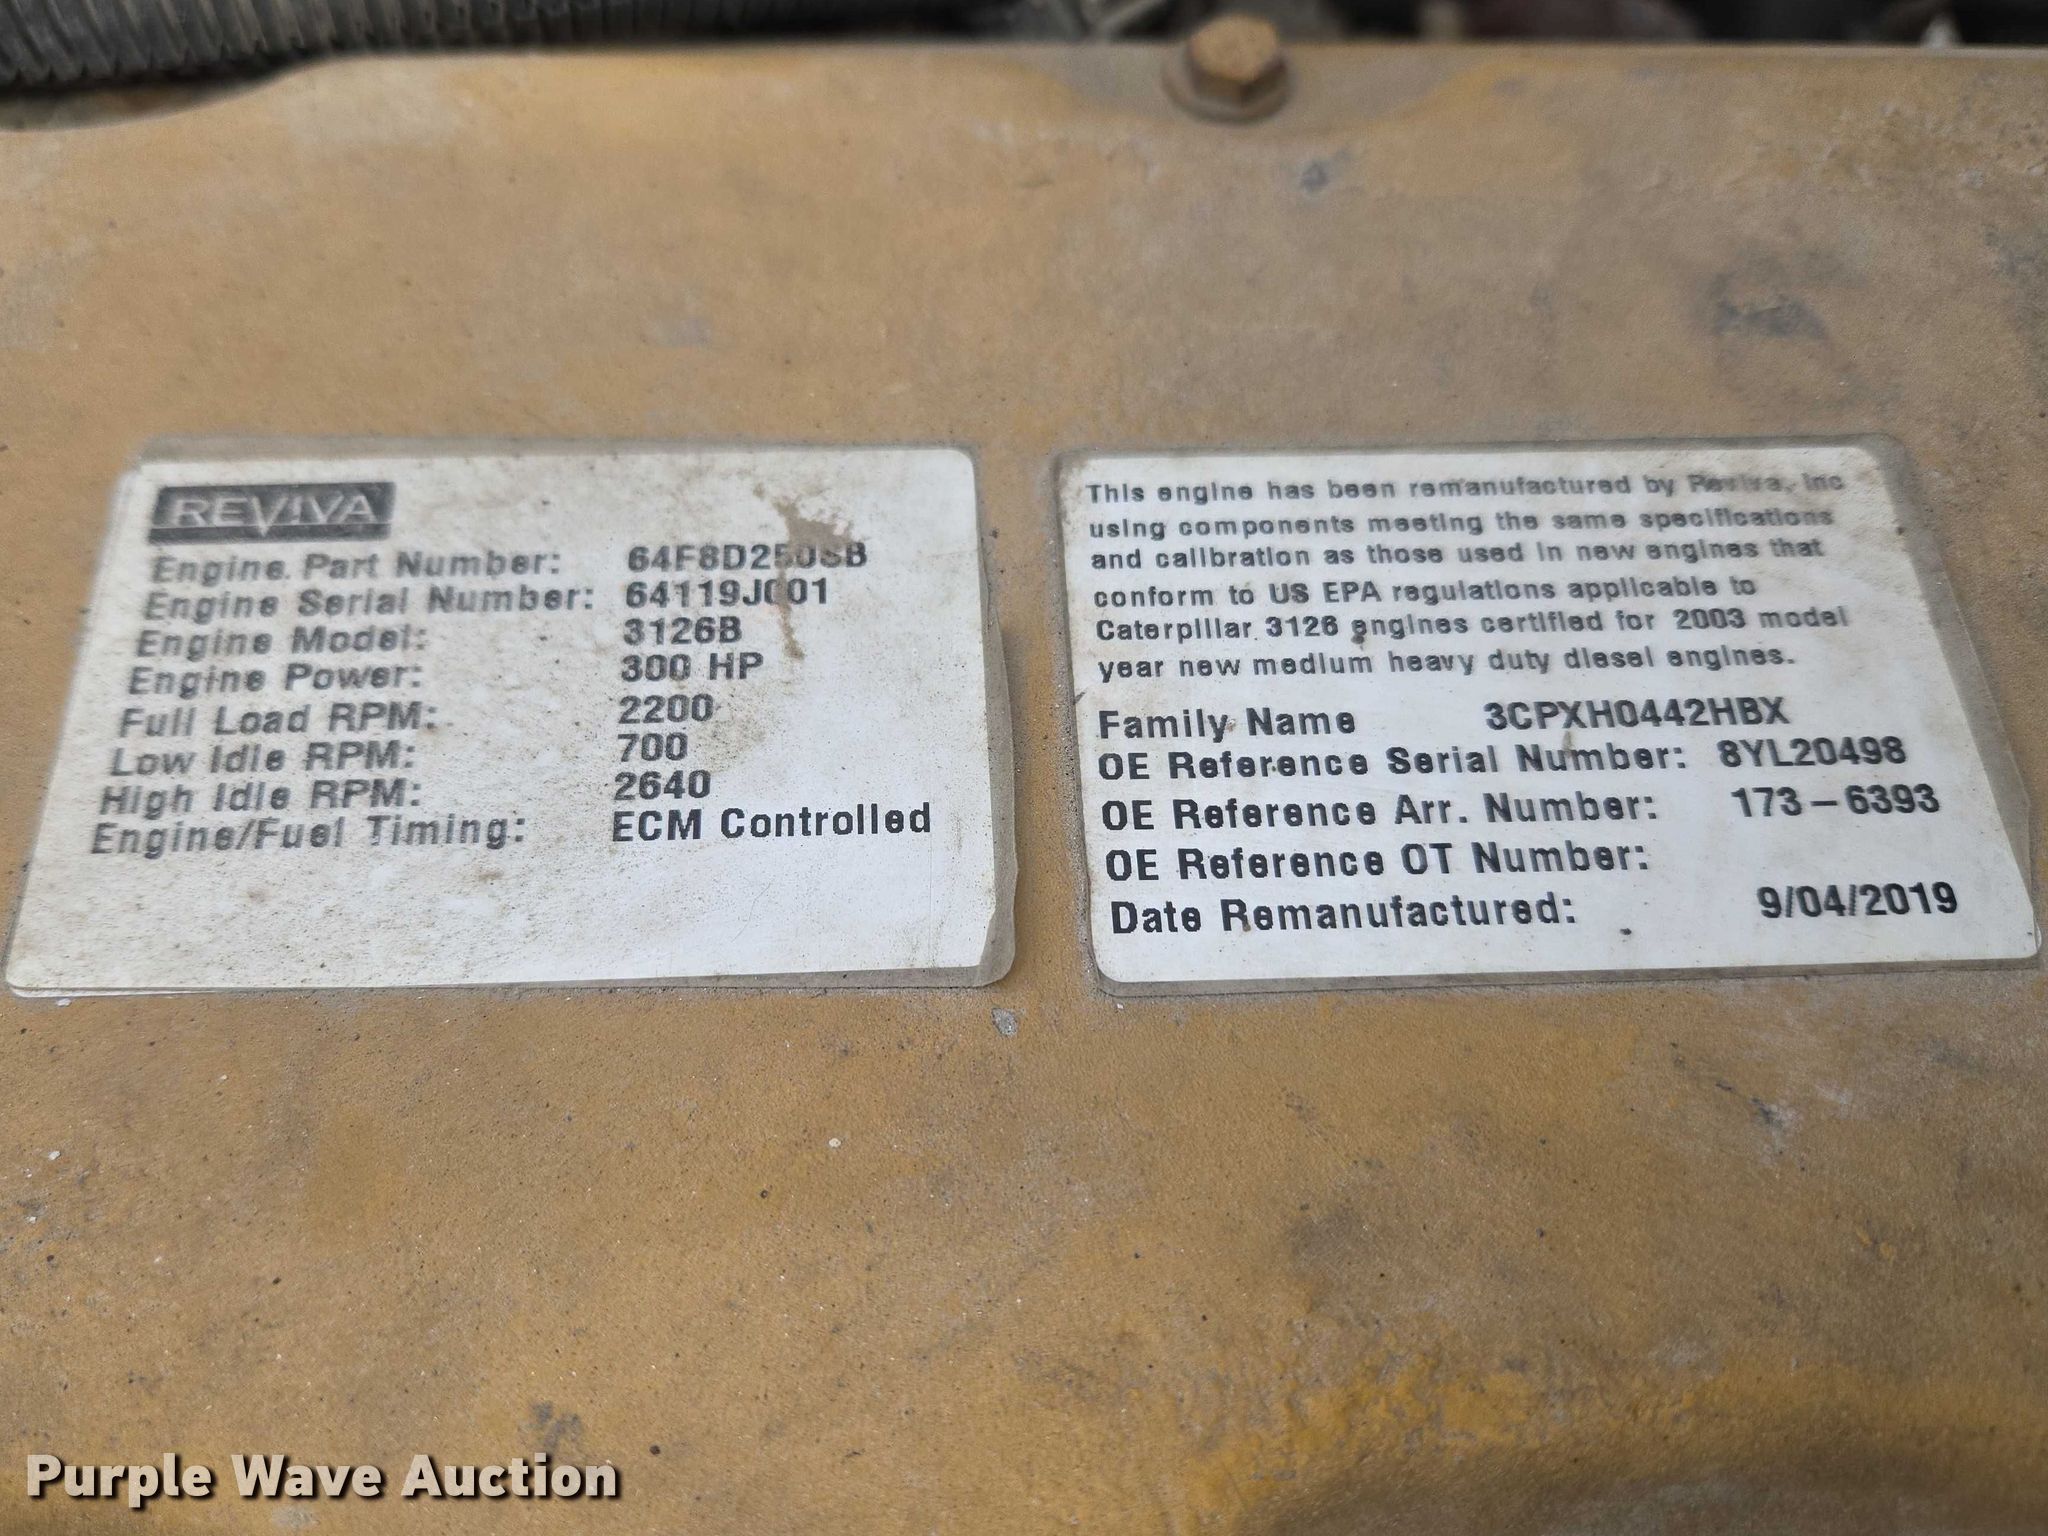 REVIVA
Engine Part Number:
Engine Serial Number: 64119J001
Engine Model: 3126B
Engine Power: 300 HP
Full Load RPM: 2200
Low Idle RPM: 700
High Idle RPM: 2640
Engine/Fuel Timing: ECM Controlled
This engine has been remanufactured by Reviva, Inc
using components meeting the same specifications
and calibration as those used in new engines that
conform to US EPA regulations applicable to
Caterpillar 3126 engines certified for 2003 model
year new medium heavy duty diesel engines.
Family Name 3CPXH0442HBX
OE Reference Serial Number: 8YL20498
OE Reference Arr. Number: 173-6393
OE Reference OT Number:
Date Remanufactured: 9/04/2019
Purple Wave Auction